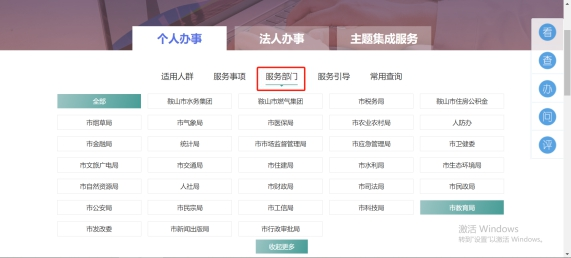 个人办事 法人办事 主题集成服务
适用人群 服务事项 服务部门 服务引导 常用查询
全部 鞍山市水务集团 鞍山市燃气集团 市税务局 鞍山市住房公积金
市烟草局 市气象局 市医保局 市农业农村局 人防办
市金融局 统计局 市市场监督管理局 市应急管理局 市卫健委
市文旅广电局 市交通局 市住建局 市水利局 市生态环境局
市自然资源局 人社局 市财政局 市司法局 市民政局
市公安局 市民宗局 市工信局 市科技局 市教育局
市发改委 市新闻出版局 市行政审批局
收起更多
看
查
办
问
评
激活 Windows
转到"设置"以激活 Windows。